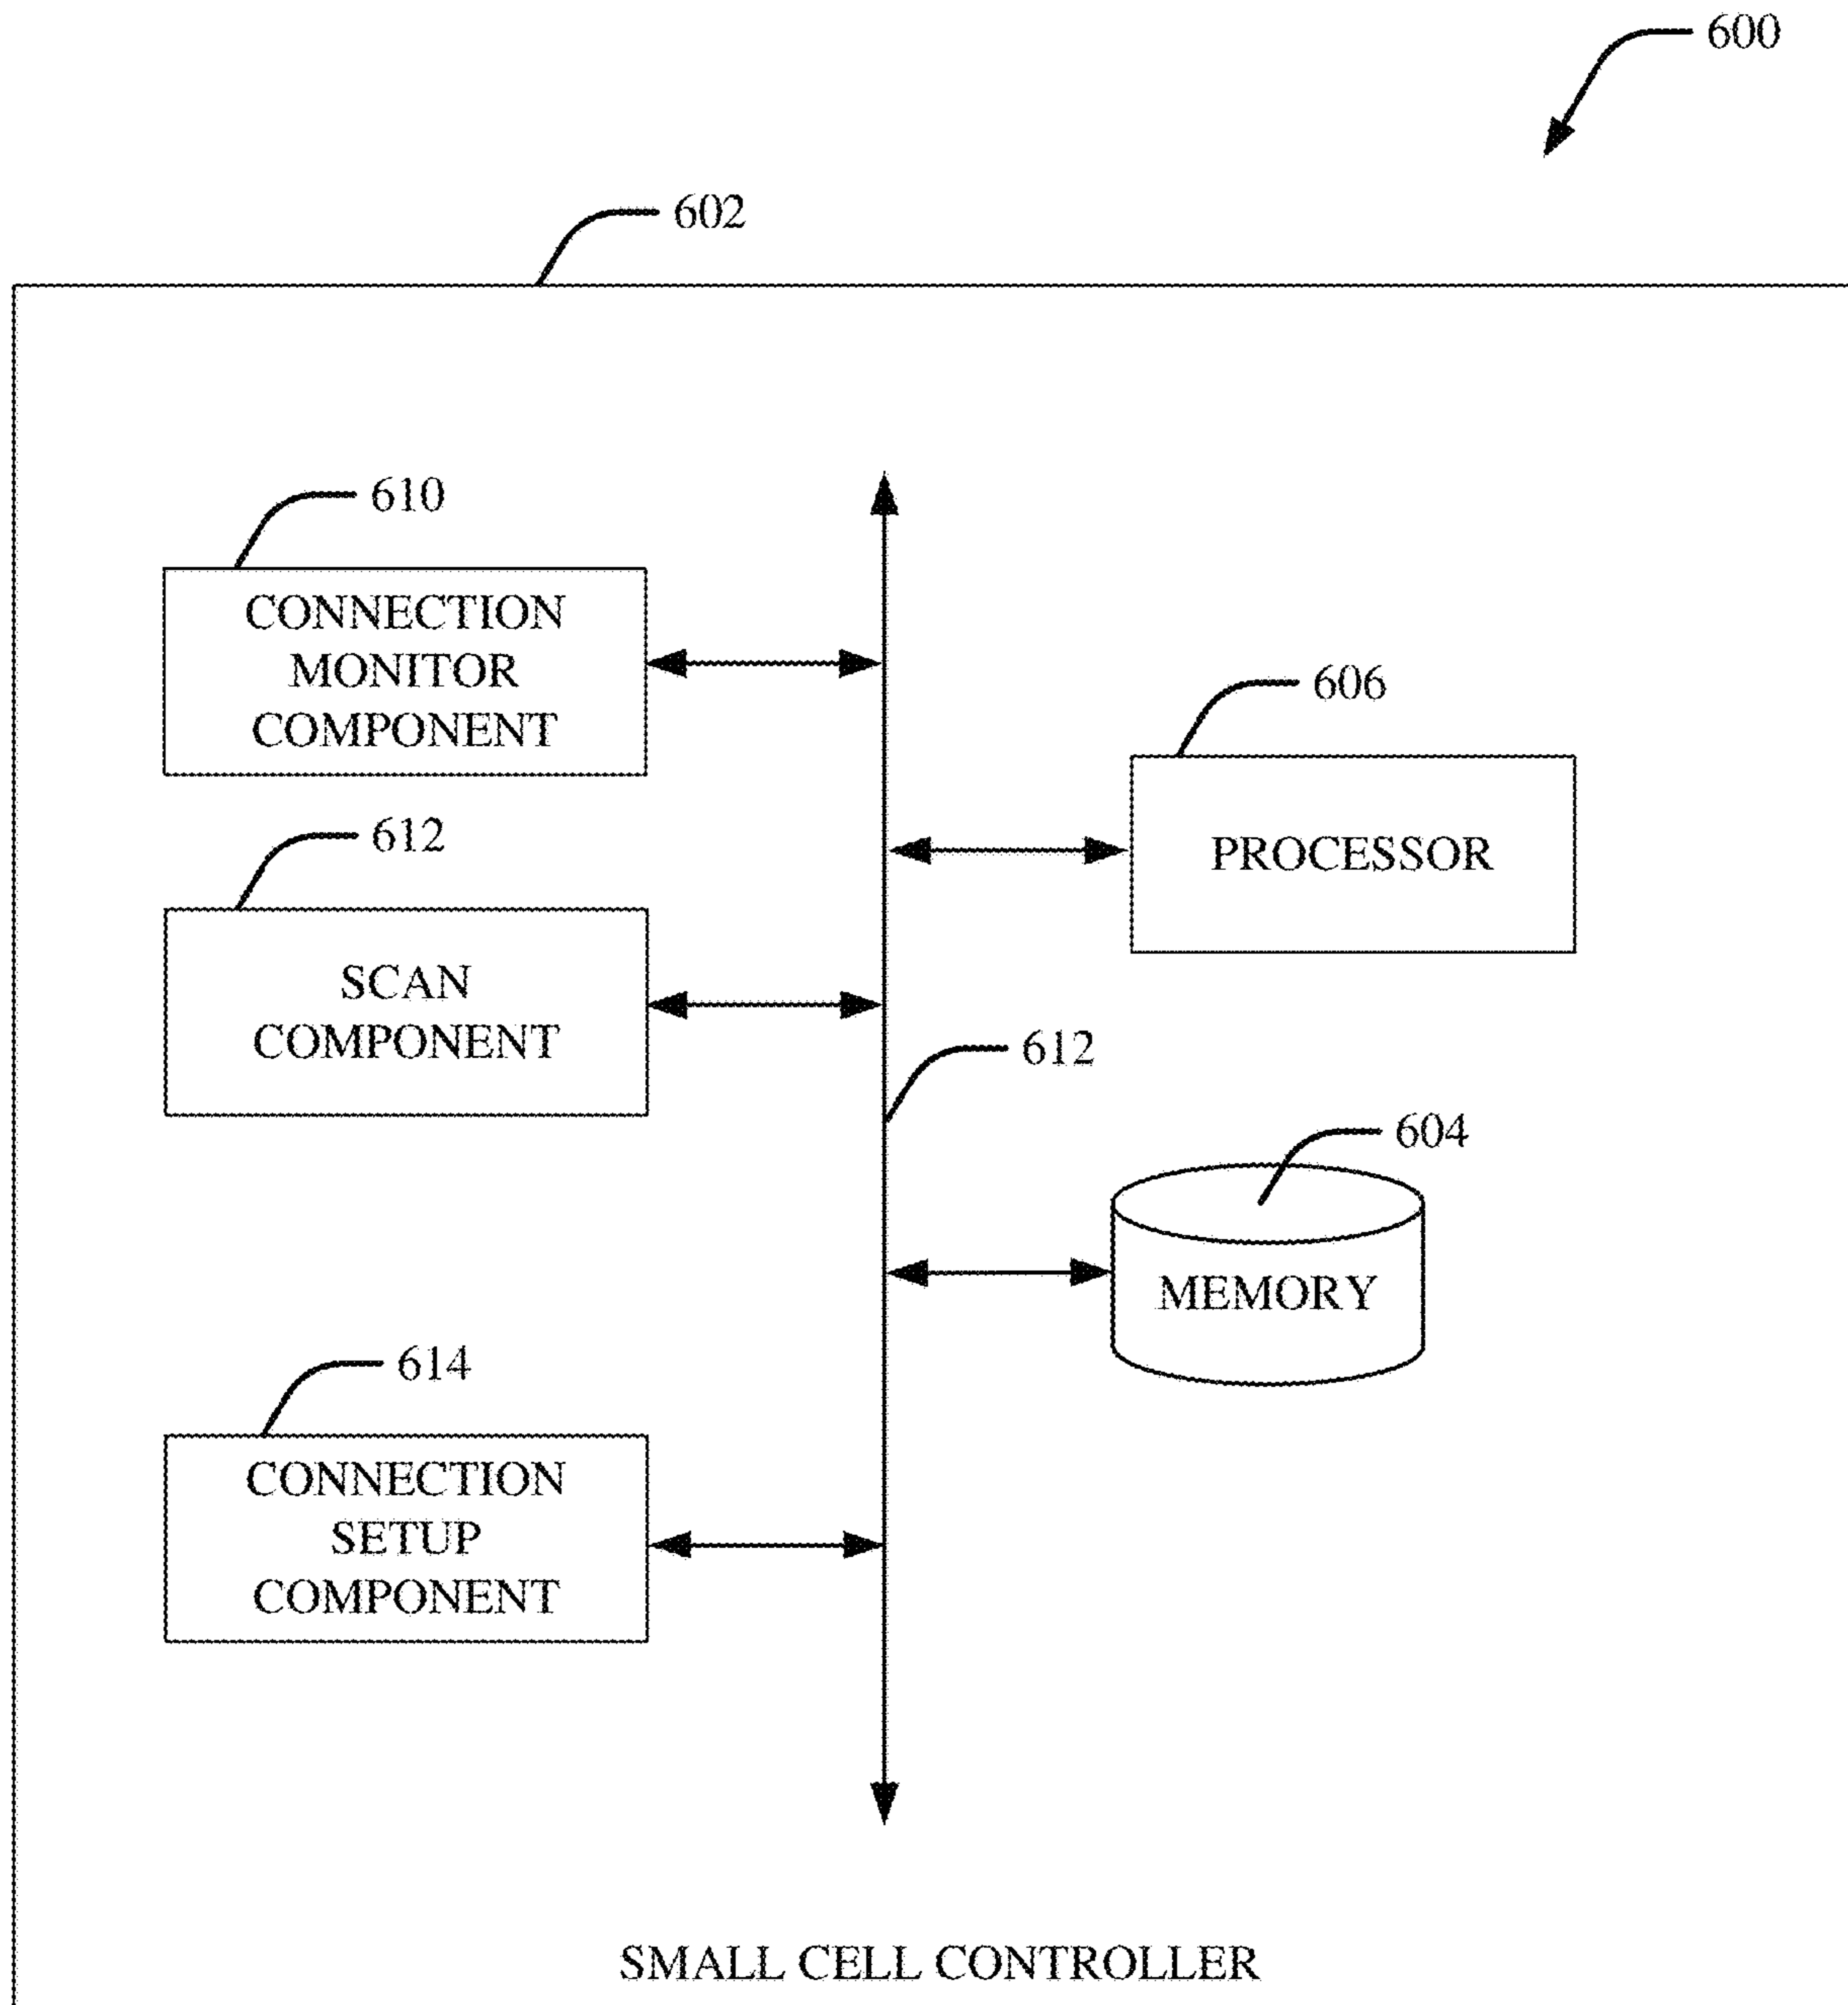 600
602
610
CONNECTION
MONITOR
COMPONENT
606
PROCESSOR
612
SCAN
COMPONENT
612
604
MEMORY
614
CONNECTION
SETUP
COMPONENT
SMALL CELL CONTROLLER